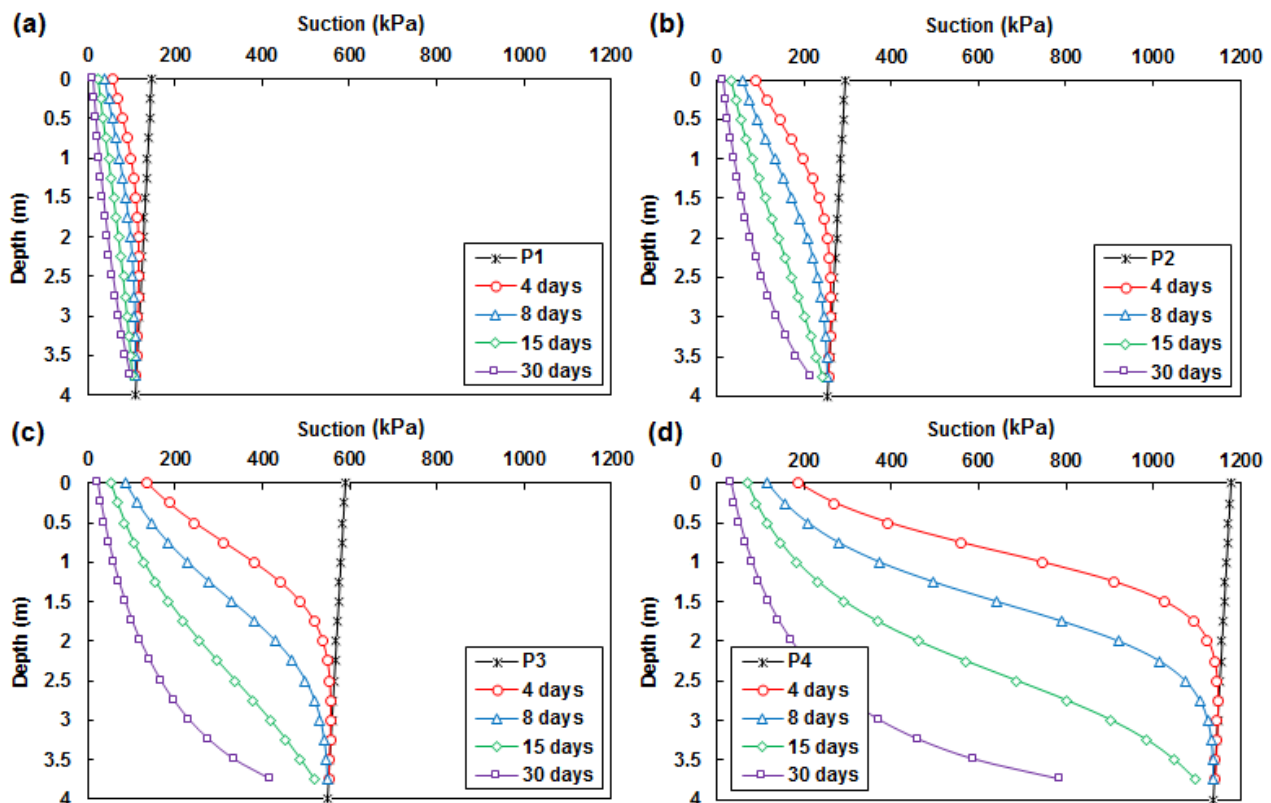 (a)
Suction (kPa)
0 200 400 600 800 1000 1200
0
0.5
1
1.5
2
2.5
3
3.5
4
Depth (m)
P1
4 days
8 days
15 days
30 days
(b)
Suction (kPa)
0 200 400 600 800 1000 1200
0
0.5
1
1.5
2
2.5
3
3.5
4
Depth (m)
P2
4 days
8 days
15 days
30 days
(c)
Suction (kPa)
0 200 400 600 800 1000 1200
0
0.5
1
1.5
2
2.5
3
3.5
4
Depth (m)
P3
4 days
8 days
15 days
30 days
(d)
Suction (kPa)
0 200 400 600 800 1000 1200
0
0.5
1
1.5
2
2.5
3
3.5
4
Depth (m)
P4
4 days
8 days
15 days
30 days